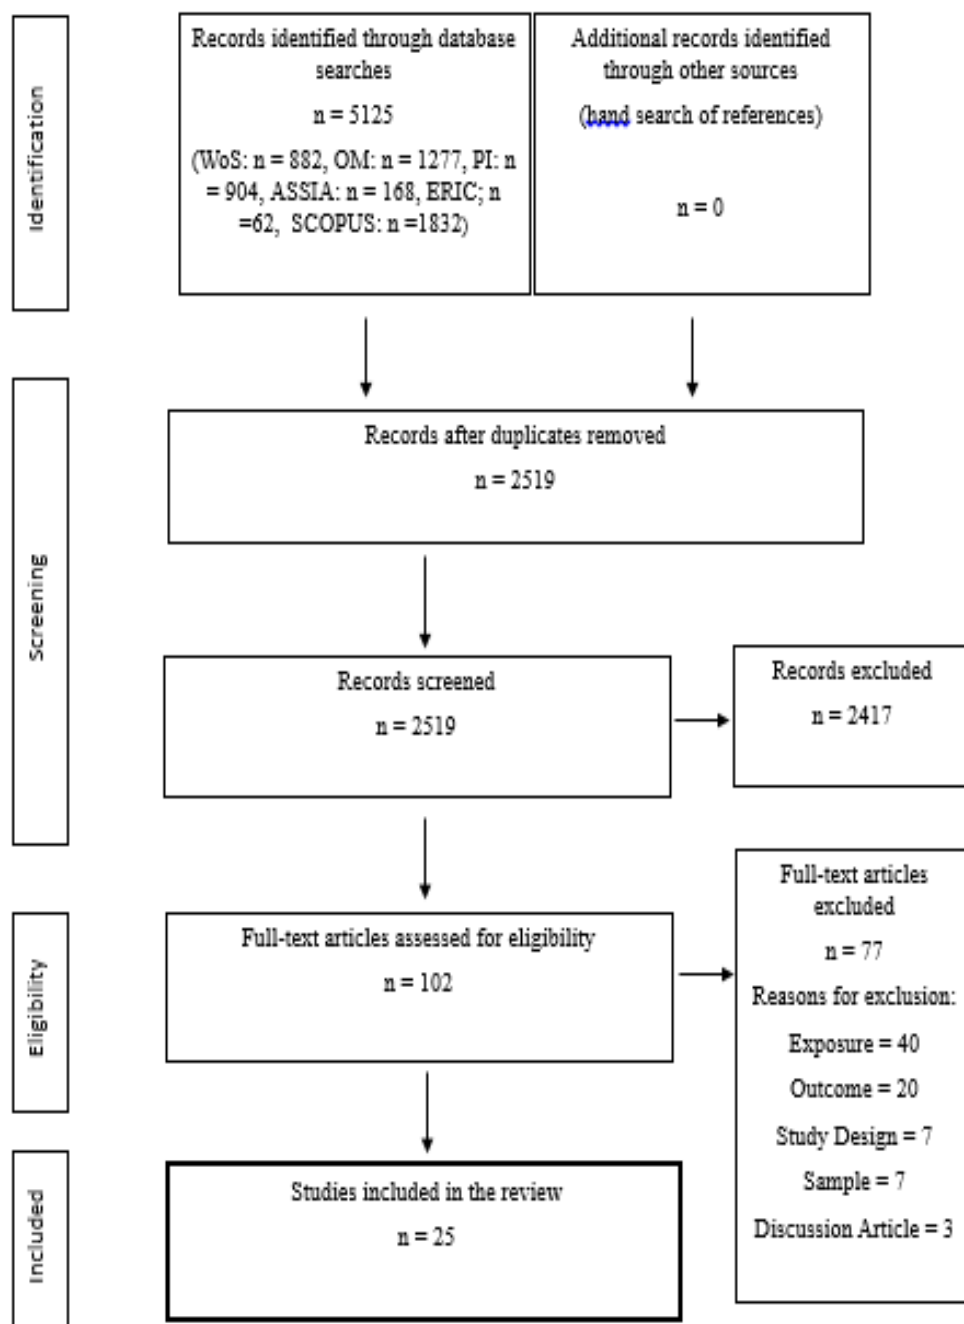 Identification
Records identified through database
searches
n = 5125
(WoS: n = 882, OM: n = 1277, PI: n
= 904, ASSIA: n = 168, ERIC; n
=62, SCOPUS: n =1832)
Additional records identified
through other sources
(hand search of references)
n = 0
Screening
Records after duplicates removed
n = 2519
Records screened
n = 2519
Records excluded
n = 2417
Eligibility
Full-text articles assessed for eligibility
n = 102
Full-text articles
excluded
n = 77
Reasons for exclusion:
Exposure = 40
Outcome = 20
Study Design = 7
Sample = 7
Discussion Article = 3
Included
Studies included in the review
n = 25